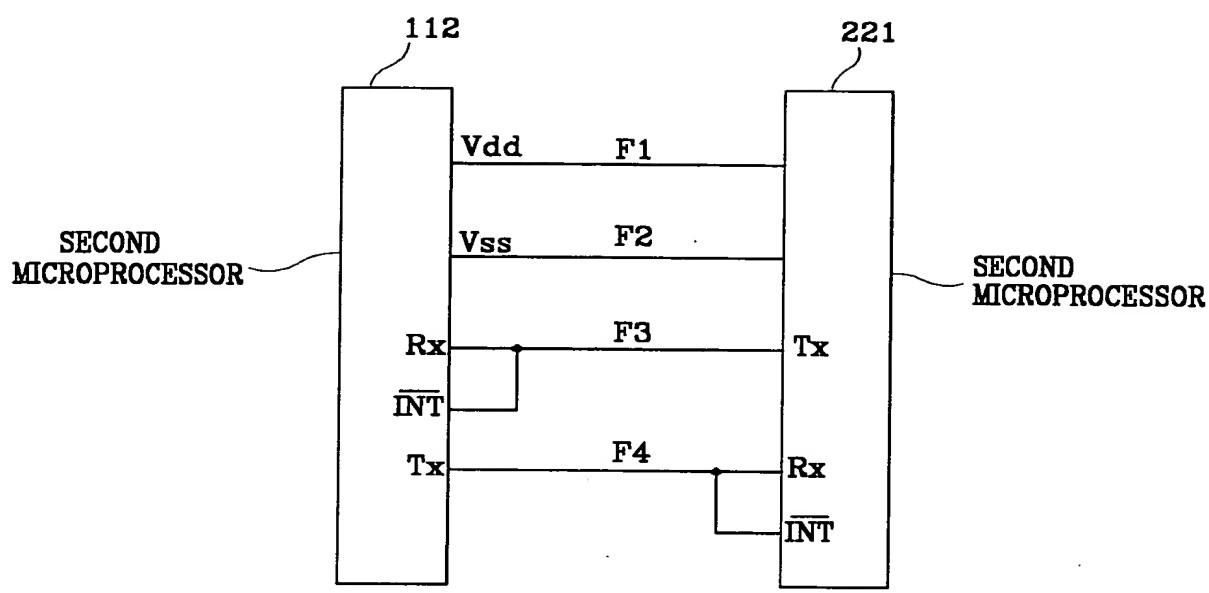 112
221
Vdd
F1
Vss
F2
SECOND
MICROPROCESSOR
SECOND
MICROPROCESSOR
Rx
F3
Tx
INT
Tx
F4
Rx
INT